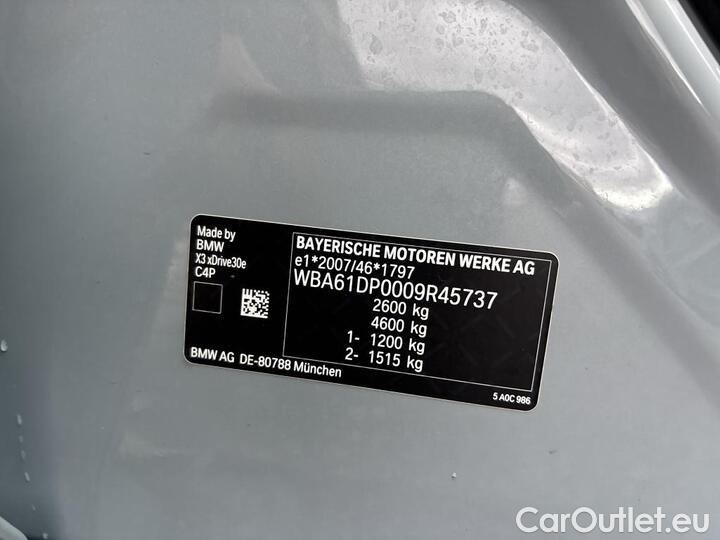 Made by
BMW
X3 xDrive30e
C4P
BAYERISCHE MOTOREN WERKE AG
e1*2007/46*1797
WBA61DP0009R45737
2600 kg
4600 kg
1- 1200 kg
2- 1515 kg
BMW AG DE-80788 München
5 A0C 986
CarOutlet.eu